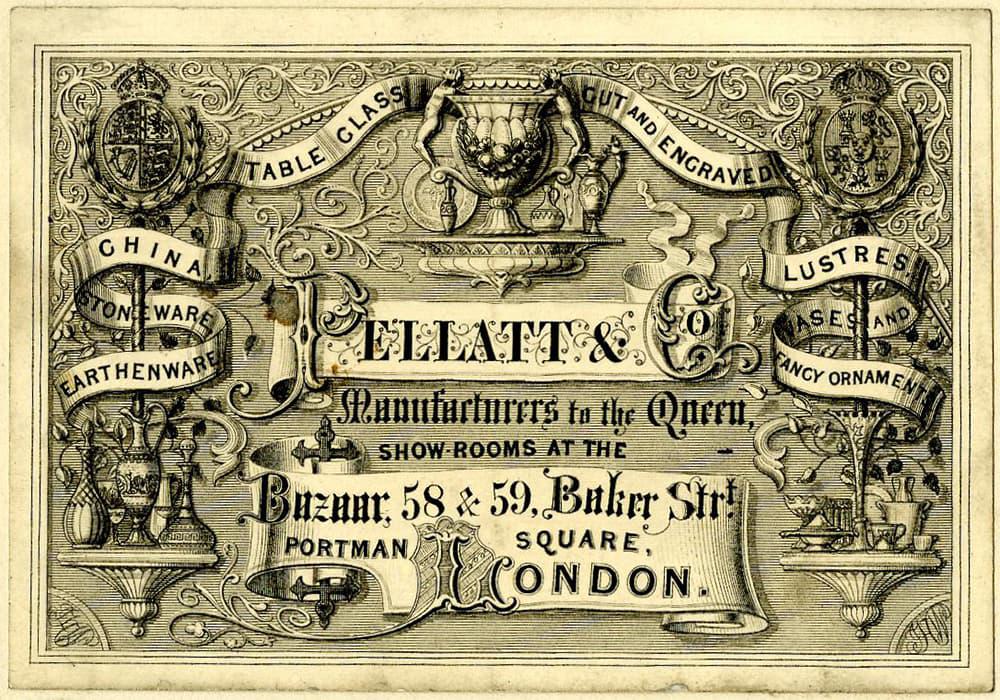 TABLE GLASS
CUT AND ENGRAVED
CHINA
STONEWARE
EARTHENWARE
LUSTRES
VASES AND
FANCY ORNAMENTS
PELLATT & Co.
Manufacturers to the Queen,
SHOW-ROOMS AT THE
Bazaar, 58 & 59, Baker Strt.
PORTMAN SQUARE,
LONDON.